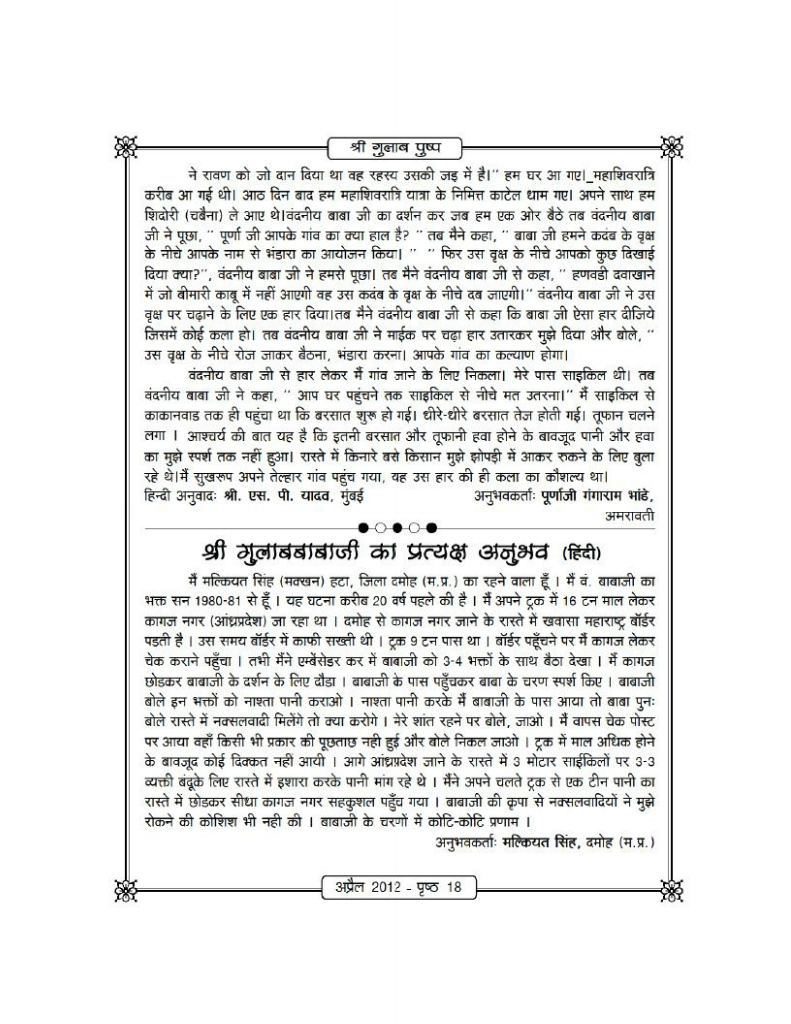 श्री गुलाब पुष्प
ने रावण को जो दान दिया था वह रहस्य उसकी जड़ में है।'' हम घर आ गए।_महाशिवरात्रि
करीब आ गई थी। आठ दिन बाद हम महाशिवरात्रि यात्रा के निमित्त काटेल धाम गए। अपने साथ हम
शिदोरी (चबैना) ले आए थे।वंदनीय बाबा जी का दर्शन कर जब हम एक ओर बैठे तब वंदनीय बाबा
जी ने पूछा, '' पूर्णा जी आपके गांव का क्या हाल है? '' तब मैने कहा, '' बाबा जी हमने कदंब के वृक्ष
के नीचे आपके नाम से भंडारा का आयोजन किया। '' '' फिर उस वृक्ष के नीचे आपको कुछ दिखाई
दिया क्या?'', वंदनीय बाबा जी ने हमसे पूछा। तब मैने वंदनीय बाबा जी से कहा, '' हणवडी दवाखाने
में जो बीमारी काबू में नहीं आएगी वह उस कदंब के वृक्ष के नीचे दब जाएगी।'' वंदनीय बाबा जी ने उस
वृक्ष पर चढ़ाने के लिए एक हार दिया।तब मैने वंदनीय बाबा जी से कहा कि बाबा जी ऐसा हार दीजिये
जिसमें कोई कला हो। तब वंदनीय बाबा जी ने माईक पर चढ़ा हार उतारकर मुझे दिया और बोले, ''
उस वृक्ष के नीचे रोज जाकर बैठना, भंडारा करना। आपके गांव का कल्याण होगा।
वंदनीय बाबा जी से हार लेकर मैं गांव जाने के लिए निकला। मेरे पास साइकिल थी। तब
वंदनीय बाबा जी ने कहा, '' आप घर पहुंचने तक साइकिल से नीचे मत उतरना।'' मैं साइकिल से
काकानवाड़ तक ही पहुंचा था कि बरसात शुरू हो गई। धीरे-धीरे बरसात तेज होती गई। तूफान चलने
लगा । आश्चर्य की बात यह है कि इतनी बरसात और तूफानी हवा होने के बावजूद पानी और हवा
का मुझे स्पर्श तक नहीं हुआ। रास्ते में किनारे बसे किसान मुझे झोपड़ी में आकर रुकने के लिए बुला
रहे थे।मैं सुखरूप अपने तेल्हार गांव पहुंच गया, यह उस हार की ही कला का कौशल्य था।
हिन्दी अनुवादः श्री. एस. पी. यादव, मुंबई अनुभवकर्ताः पूर्णाजी गंगाराम भांडे,
अमरावती
श्री गुलाबबाबाजी का प्रत्यक्ष अनुभव (हिंदी)
मैं मल्कियत सिंह (मक्खन) हटा, जिला दमोह (म.प्र.) का रहने वाला हूँ । मैं वं. बाबाजी का
भक्त सन 1980-81 से हूँ । यह घटना करीब 20 वर्ष पहले की है । मैं अपने ट्रक में 16 टन माल लेकर
कागज नगर (आंध्रप्रदेश) जा रहा था । दमोह से कागज नगर जाने के रास्ते में खवासा महाराष्ट्र बॉर्डर
पडती है । उस समय बॉर्डर में काफी सख्ती थी । ट्रक 9 टन पास था । बॉर्डर पहूँचने पर मैं कागज लेकर
चेक कराने पहुँचा । तभी मैंने एम्बेंसेडर कर में बाबाजी को 3-4 भक्तों के साथ बैठा देखा । मैं कागज
छोडकर बाबाजी के दर्शन के लिए दौडा । बाबाजी के पास पहुँचकर बाबा के चरण स्पर्श किए । बाबाजी
बोले इन भक्तों को नाश्ता पानी कराओ । नाश्ता पानी करके मैं बाबाजी के पास आया तो बाबा पुनः
बोले रास्ते में नक्सलवादी मिलेंगे तो क्या करोगे । मेरे शांत रहने पर बोले, जाओ । मैं वापस चेक पोस्ट
पर आया वहाँ किसी भी प्रकार की पूछताछ नही हुई और बोले निकल जाओ । ट्रक में माल अधिक होने
के बावजूद कोई दिक्कत नहीं आयी । आगे आंध्रप्रदेश जाने के रास्ते में 3 मोटार साईकिलों पर 3-3
व्यक्ती बंदूके लिए रास्ते में इशारा करके पानी मांग रहे थे । मैंने अपने चलते ट्रक से एक टीन पानी का
रास्ते में छोडकर सीधा कागज नगर सहकुशल पहुँच गया । बाबाजी की कृपा से नक्सलवादियों ने मुझे
रोकने की कोशिश भी नही की । बाबाजी के चरणों में कोटि-कोटि प्रणाम ।
अनुभवकर्ताः मल्कियत सिंह, दमोह (म.प्र.)
अप्रैल 2012 - पृष्ठ 18